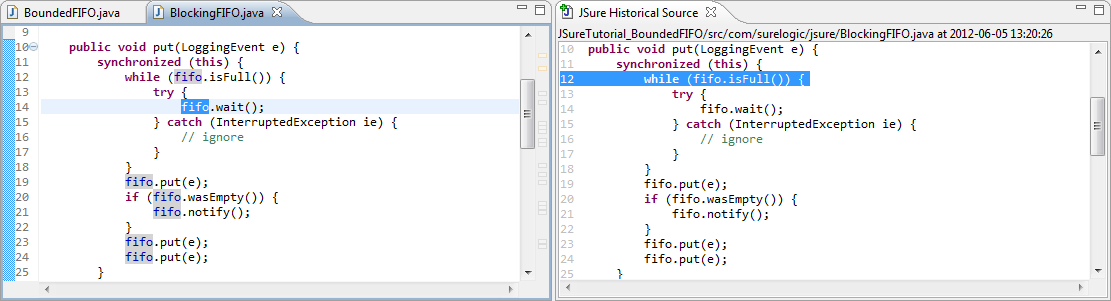 BoundedFIFO.java
BlockingFIFO.java
9
10 public void put(LoggingEvent e) {
11 synchronized (this) {
12 while (fifo.isFull()) {
13 try {
14 fifo.wait();
15 } catch (InterruptedException ie) {
16 // ignore
17 }
18 }
19 fifo.put(e);
20 if (fifo.wasEmpty()) {
21 fifo.notify();
22 }
23 fifo.put(e);
24 fifo.put(e);
25 }
JSure Historical Source
JSureTutorial_BoundedFIFO/src/com/surelogic/jsure/BlockingFIFO.java at 2012-06-05 13:20:26
10 public void put(LoggingEvent e) {
11 synchronized (this) {
12 while (fifo.isFull()) {
13 try {
14 fifo.wait();
15 } catch (InterruptedException ie) {
16 // ignore
17 }
18 }
19 fifo.put(e);
20 if (fifo.wasEmpty()) {
21 fifo.notify();
22 }
23 fifo.put(e);
24 fifo.put(e);
25 }